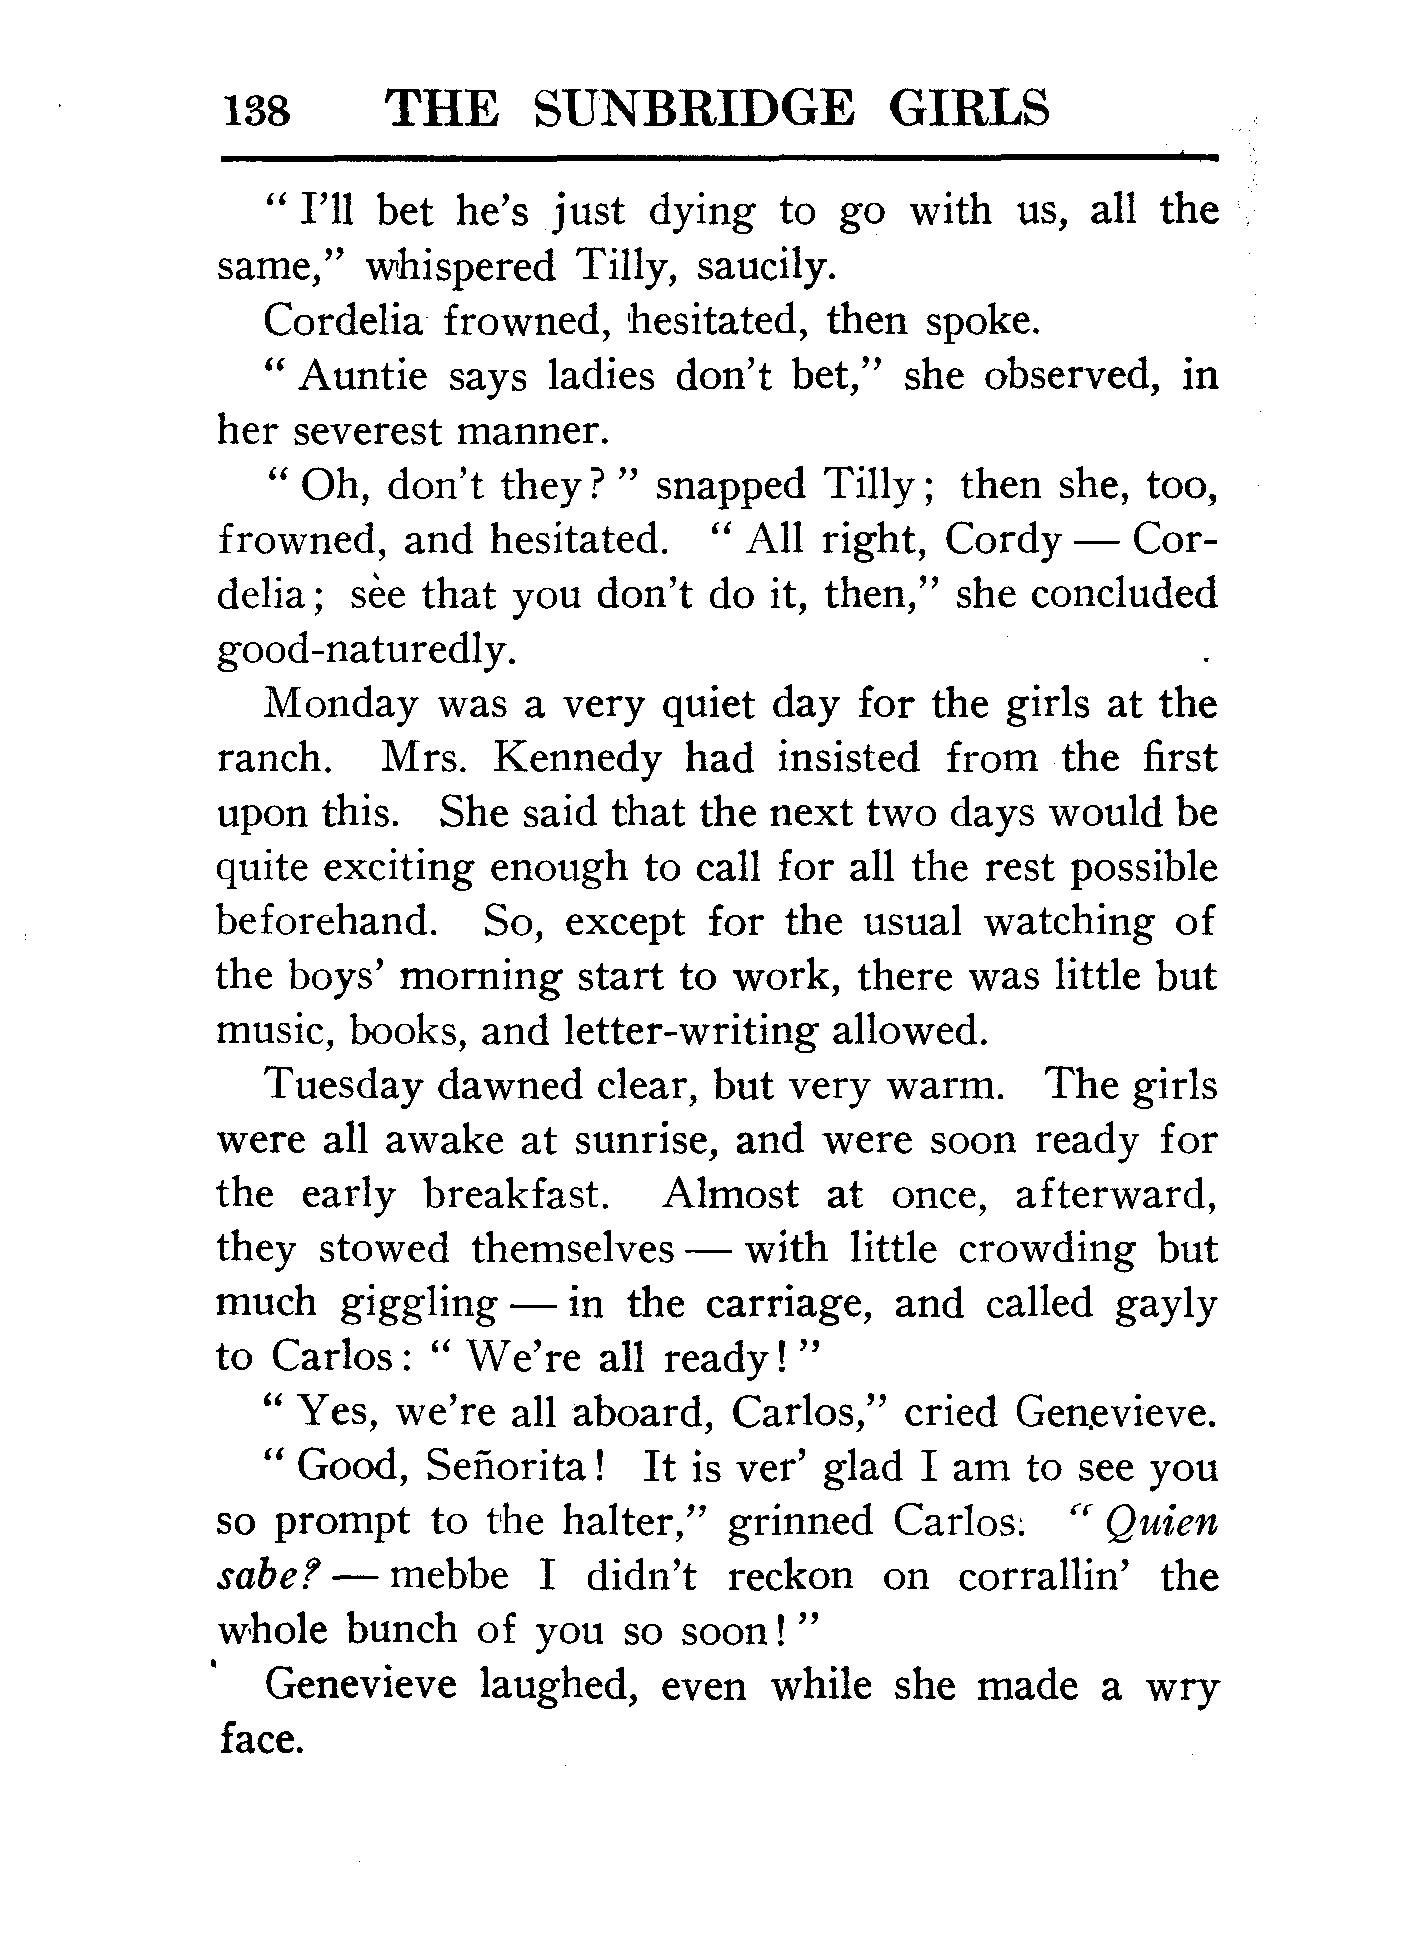 138 THE SUNBRIDGE GIRLS
" I'll bet he's just dying to go with us, all the
same," whispered Tilly, saucily.
Cordelia frowned, hesitated, then spoke.
" Auntie says ladies don't bet," she observed, in
her severest manner.
" Oh, don't they? " snapped Tilly; then she, too,
frowned, and hesitated. " All right, Cordy — Cor-
delia; see that you don't do it, then," she concluded
good-naturedly.
Monday was a very quiet day for the girls at the
ranch. Mrs. Kennedy had insisted from the first
upon this. She said that the next two days would be
quite exciting enough to call for all the rest possible
beforehand. So, except for the usual watching of
the boys' morning start to work, there was little but
music, books, and letter-writing allowed.
Tuesday dawned clear, but very warm. The girls
were all awake at sunrise, and were soon ready for
the early breakfast. Almost at once, afterward,
they stowed themselves — with little crowding but
much giggling — in the carriage, and called gayly
to Carlos: " We're all ready! "
" Yes, we're all aboard, Carlos," cried Genevieve.
" Good, Señorita! It is ver' glad I am to see you
so prompt to the halter," grinned Carlos. " Quien
sabe? — mebbe I didn't reckon on corrallin' the
whole bunch of you so soon! "
Genevieve laughed, even while she made a wry
face.